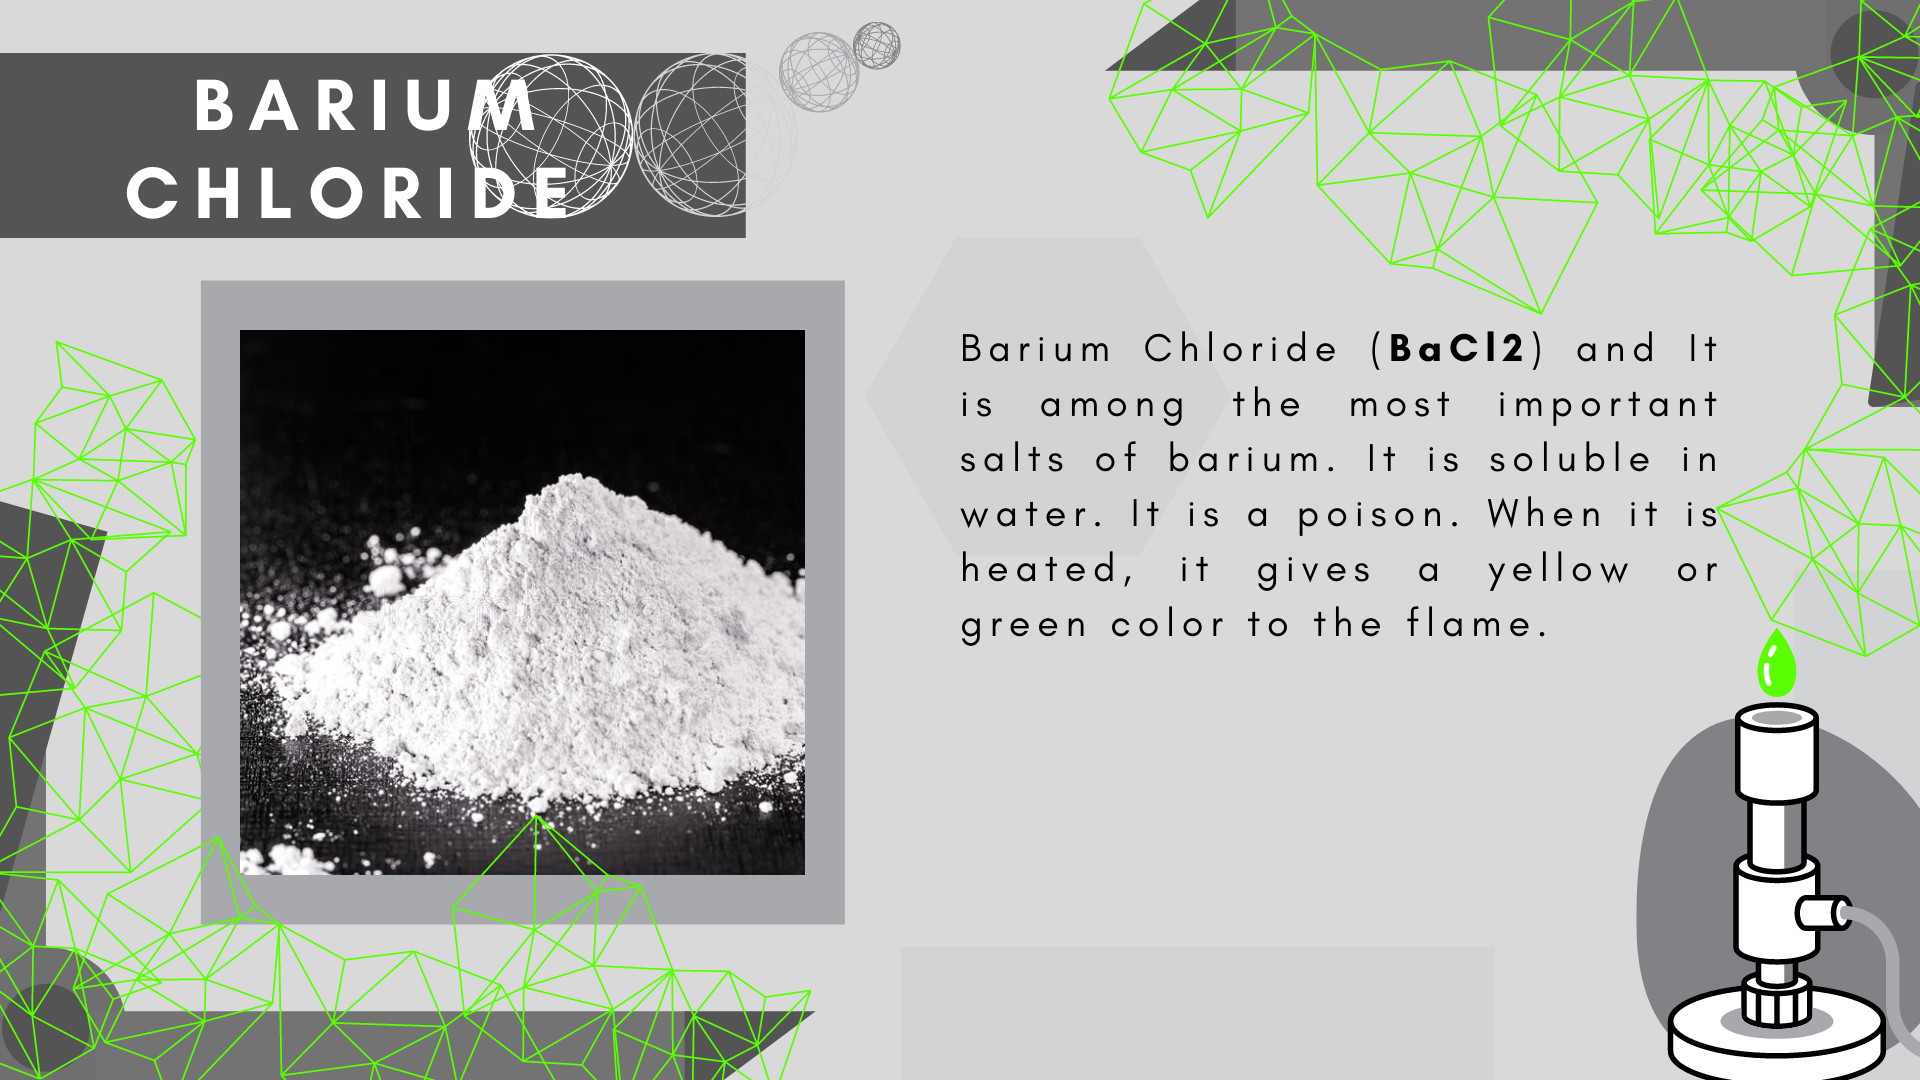 BARIUM
CHLORIDE
Barium Chloride (BaCl2) and It
is among the most important
salts of barium. It is soluble in
water. It is a poison. When it is
heated, it gives a yellow or
green color to the flame.